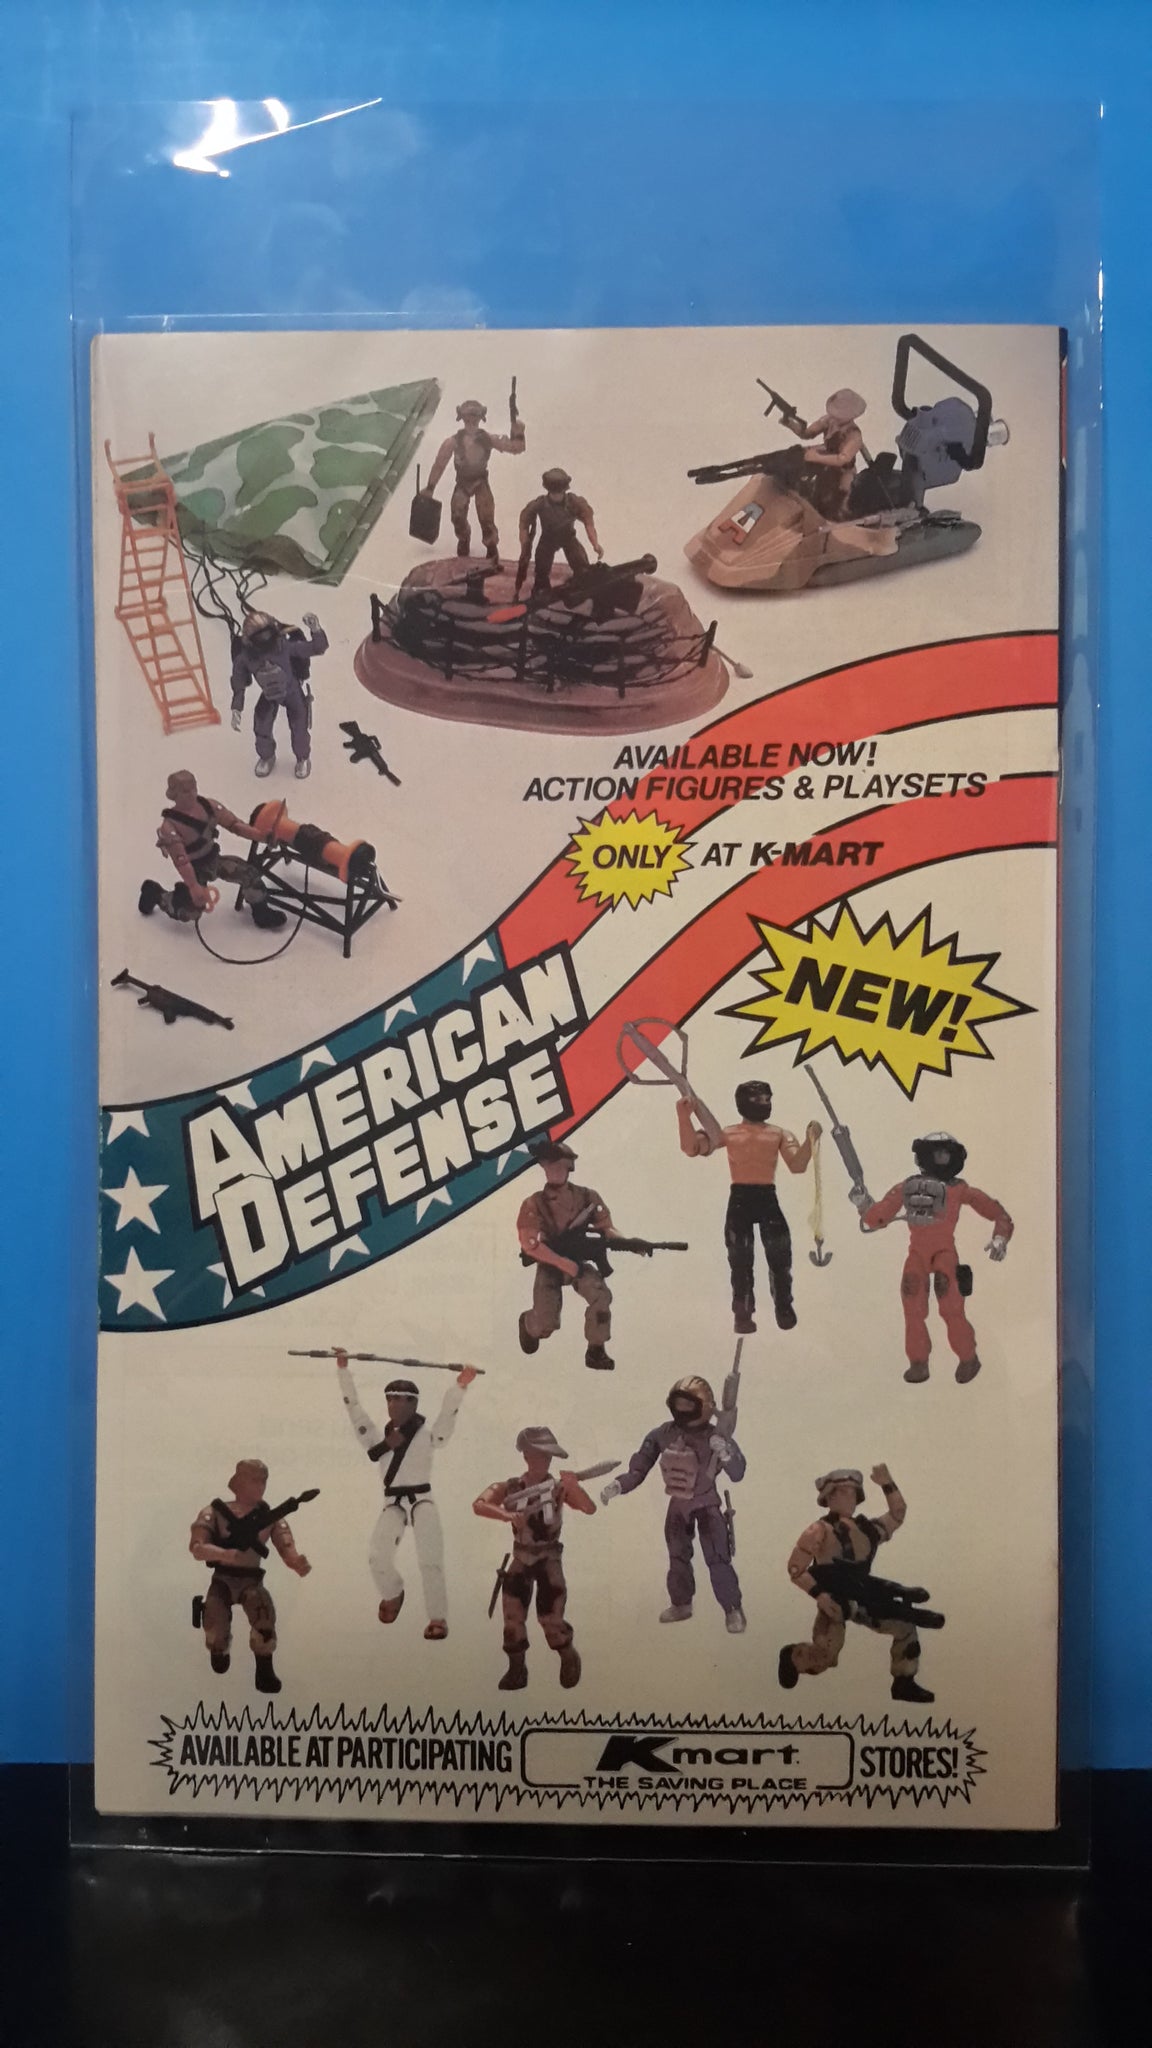 A
AVAILABLE NOW!
ACTION FIGURES & PLAYSETS
ONLY AT K-MART
NEW!
AMERICAN
DEFENSE
AVAILABLE AT PARTICIPATING Kmart. STORES!
THE SAVING PLACE